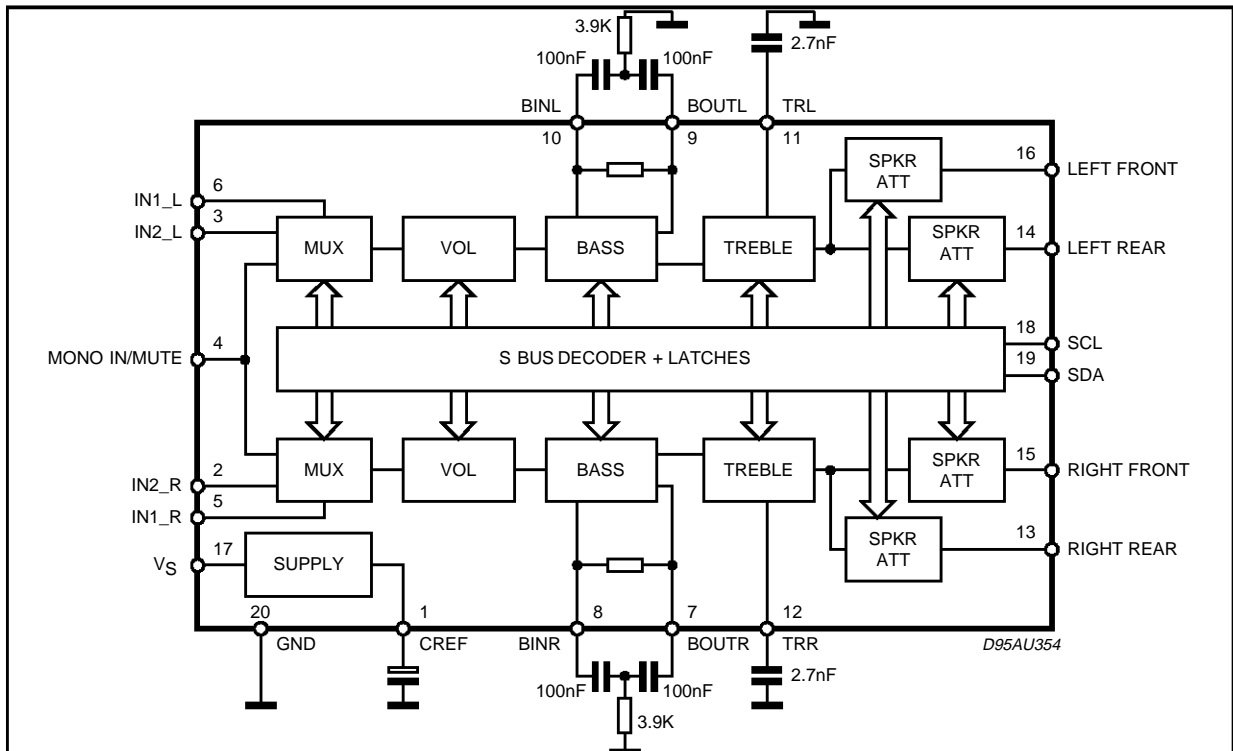 3.9K
100nF
100nF
2.7nF
BINL
BOUTL
TRL
10
9
11
6
IN1_L
3
IN2_L
MUX
VOL
BASS
TREBLE
SPKR
ATT
16
LEFT FRONT
SPKR
ATT
14
LEFT REAR
4
MONO IN/MUTE
S BUS DECODER + LATCHES
18
SCL
19
SDA
MUX
VOL
BASS
TREBLE
SPKR
ATT
15
RIGHT FRONT
2
IN2_R
5
IN1_R
SPKR
ATT
13
RIGHT REAR
17
VS
SUPPLY
20
GND
1
CREF
8
BINR
7
BOUTR
12
TRR
D95AU354
100nF
100nF
2.7nF
3.9K